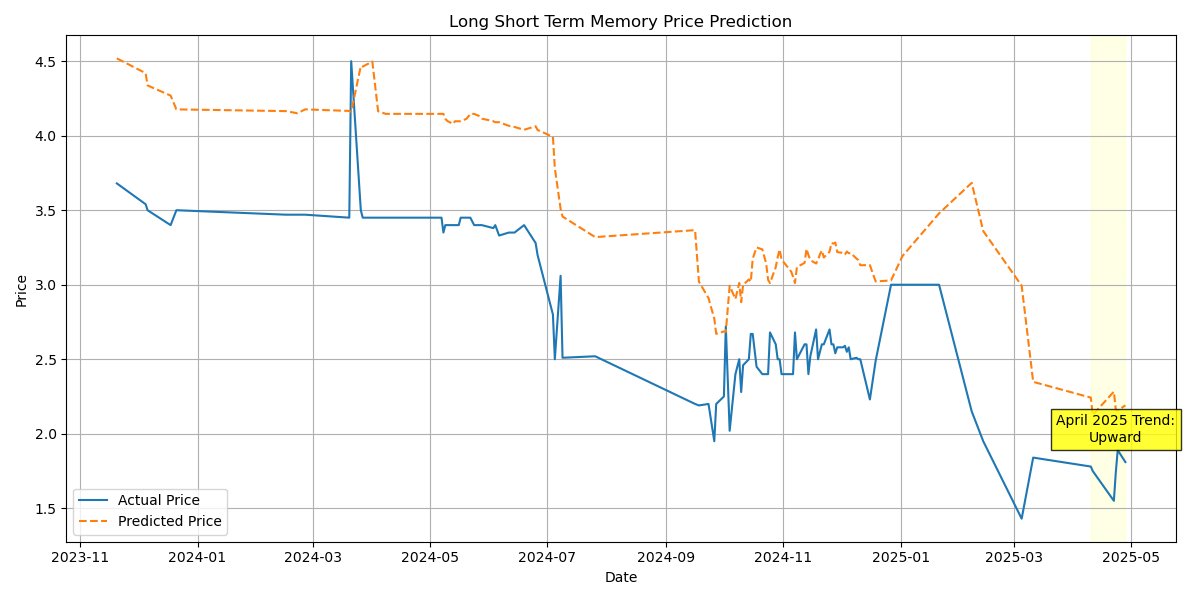 Long Short Term Memory Price Prediction
Price
4.5
4.0
3.5
3.0
2.5
2.0
1.5
April 2025 Trend:
Upward
Actual Price
Predicted Price
2023-11
2024-01
2024-03
2024-05
2024-07
2024-09
2024-11
2025-01
2025-03
2025-05
Date